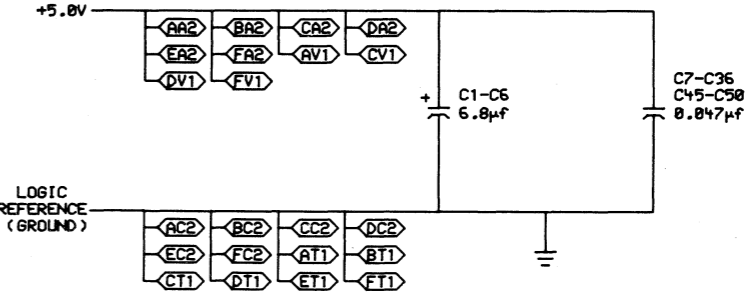 +5.0V
AA2 BA2 CA2 DA2
EA2 FA2 AV1 CV1
DV1 FV1
+ C1-C6
6.8µf
C7-C36
C45-C50
0.047µf
LOGIC
REFERENCE
(GROUND)
AC2 BC2 CC2 DC2
EC2 FC2 AT1 BT1
CT1 DT1 ET1 FT1